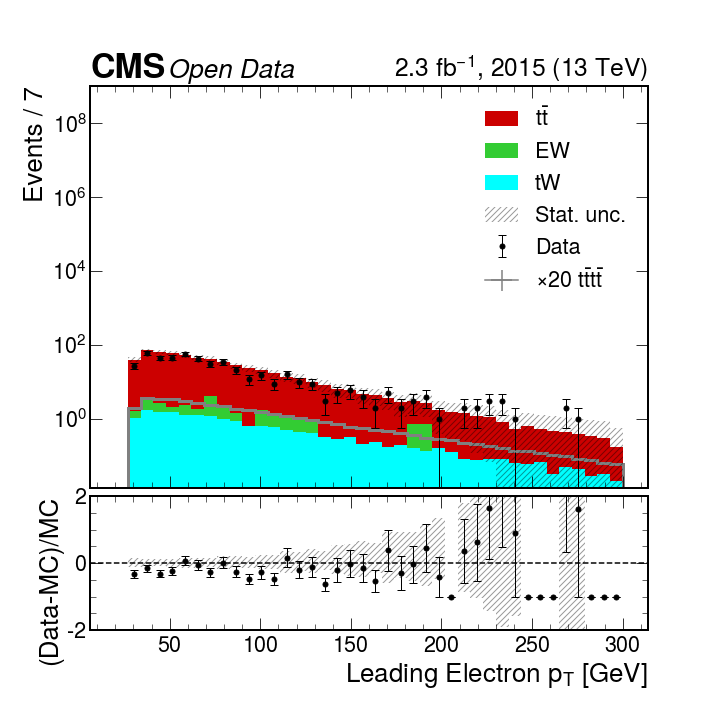 CMS Open Data 2.3 fb⁻¹, 2015 (13 TeV)
Events / 7
10⁸
10⁶
10⁴
10²
10⁰
tt̄
EW
tW
Stat. unc.
Data
×20 tt̄tt̄
(Data-MC)/MC
2
0
-2
50 100 150 200 250 300
Leading Electron p_T [GeV]